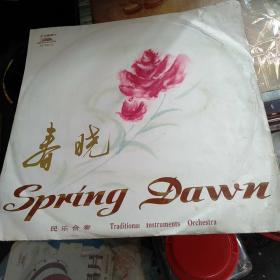 春晓
Spring Dawn
民乐合奏 Traditional Instruments Orchestra